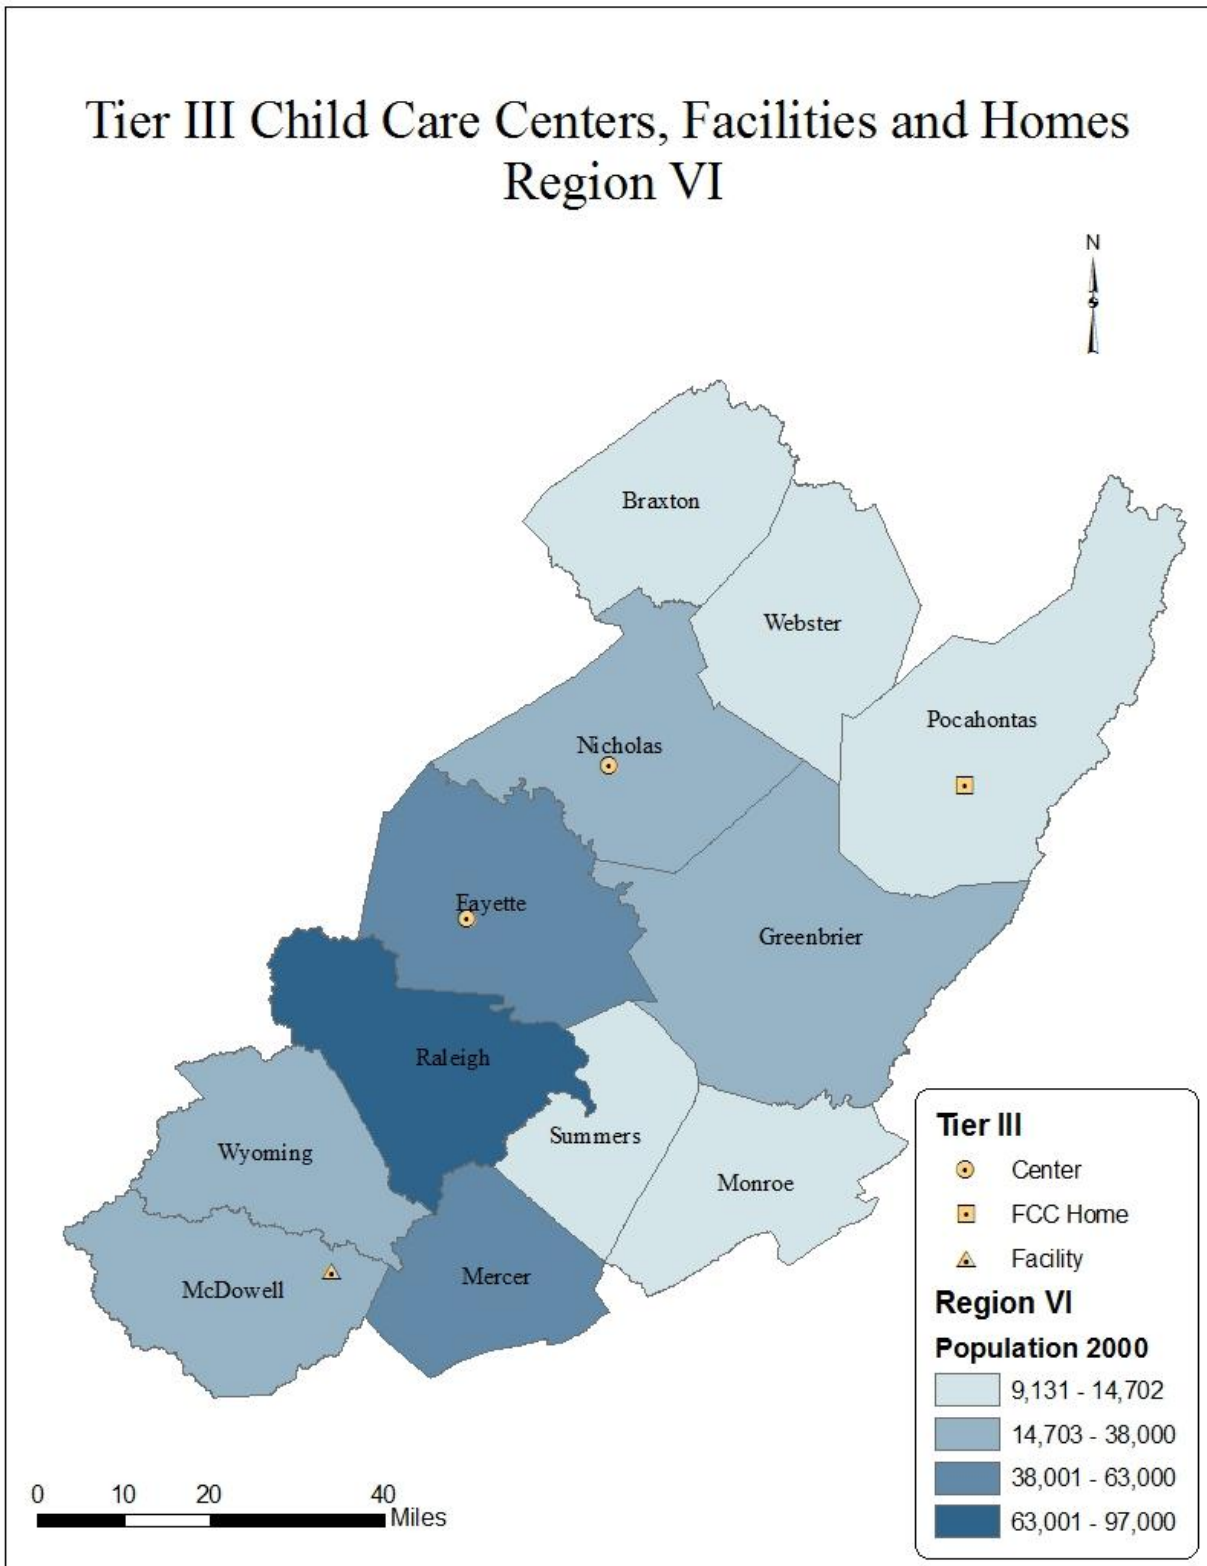 Tier III Child Care Centers, Facilities and Homes
Region VI
N
Braxton
Webster
Pocahontas
Nicholas
Fayette
Greenbrier
Raleigh
Summers
Wyoming
Monroe
Mercer
McDowell
Tier III
Center
FCC Home
Facility
Region VI
Population 2000
9,131 - 14,702
14,703 - 38,000
38,001 - 63,000
63,001 - 97,000
0 10 20 40
Miles